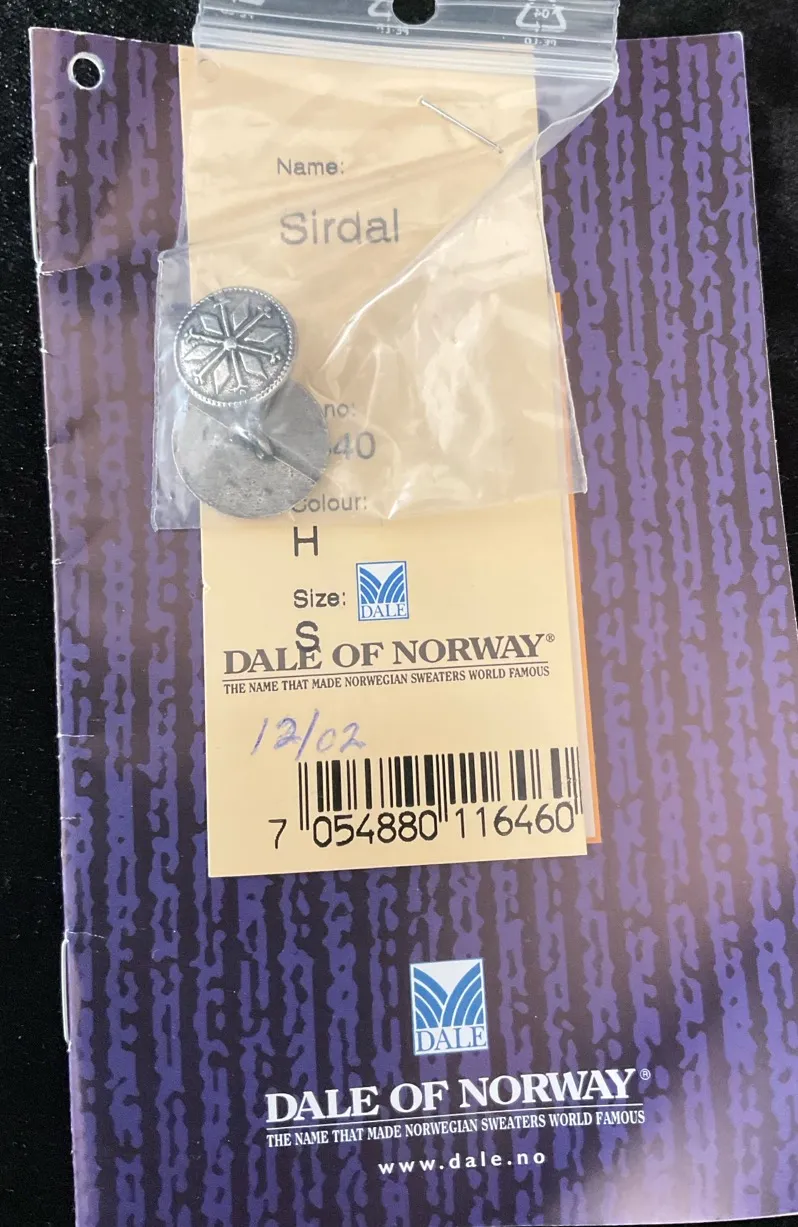 Name:
Sirdal
no:
40
Colour:
H
Size:
S
DALE
DALE OF NORWAY®
THE NAME THAT MADE NORWEGIAN SWEATERS WORLD FAMOUS
12/02
7 054880 116460
DALE
DALE OF NORWAY®
THE NAME THAT MADE NORWEGIAN SWEATERS WORLD FAMOUS
www.dale.no